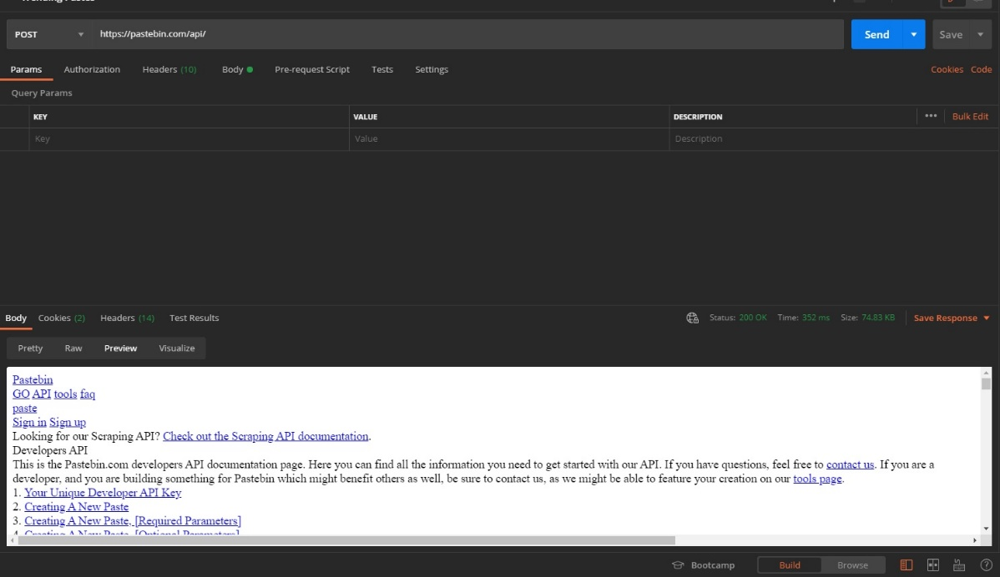 Trending Pastes
POST https://pastebin.com/api/ Send Save
Params Authorization Headers (10) Body Pre-request Script Tests Settings Cookies Code
Query Params
KEY VALUE DESCRIPTION ••• Bulk Edit
Key Value Description
Body Cookies (2) Headers (14) Test Results Status: 200 OK Time: 352 ms Size: 74.83 KB Save Response
Pretty Raw Preview Visualize
Pastebin
GO API tools faq
paste
Sign in Sign up
Looking for our Scraping API? Check out the Scraping API documentation.
Developers API
This is the Pastebin.com developers API documentation page. Here you can find all the information you need to get started with our API. If you have questions, feel free to contact us. If you are a
developer, and you are building something for Pastebin which might benefit others as well, be sure to contact us, as we might be able to feature your creation on our tools page.
1. Your Unique Developer API Key
2. Creating A New Paste
3. Creating A New Paste, [Required Parameters]
4. Creating A New Paste, [Optional Parameters]
Bootcamp Build Browse